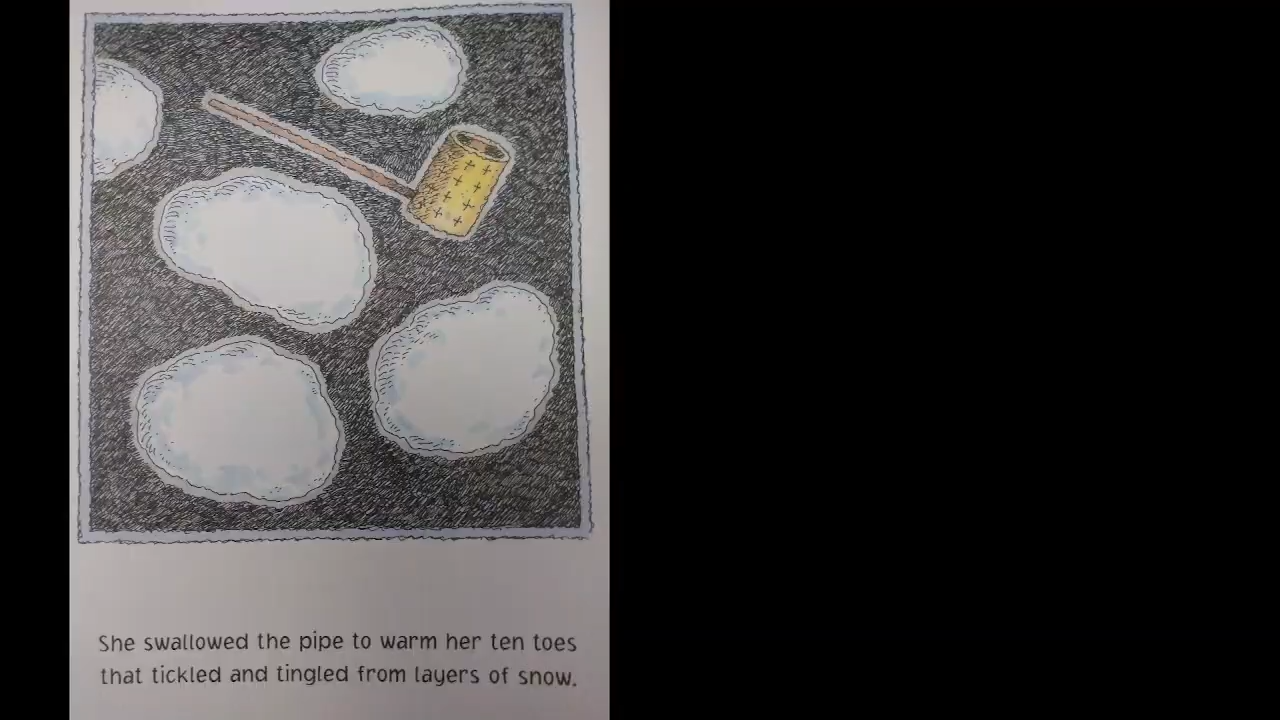 She swallowed the pipe to warm her ten toes
that tickled and tingled from layers of snow.